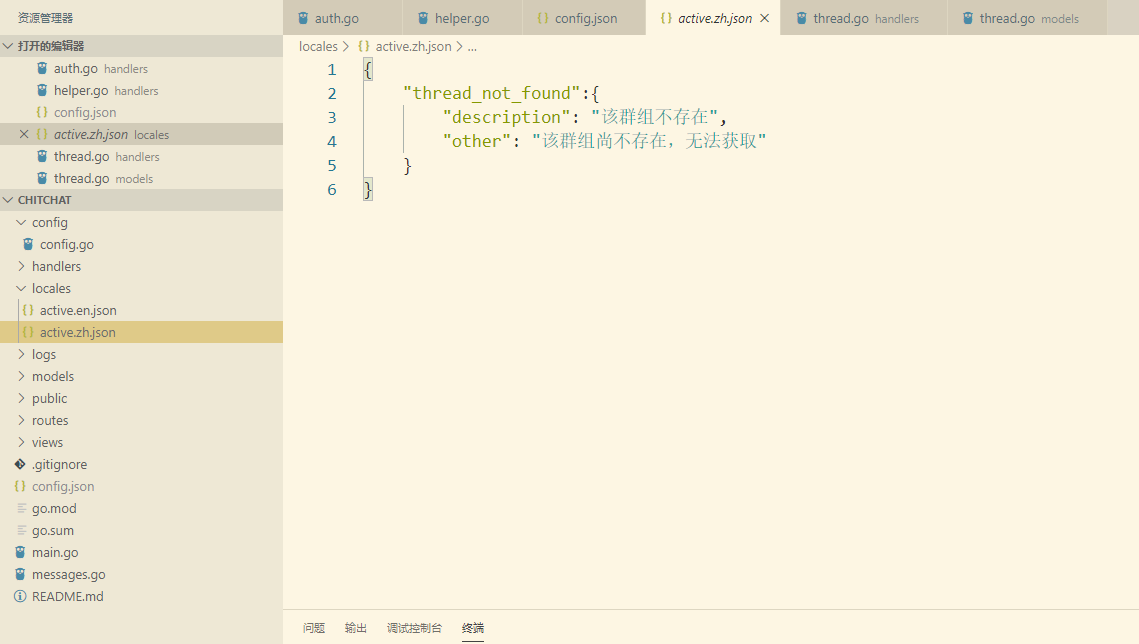 资源管理器
打开的编辑器
auth.go handlers
helper.go handlers
config.json
active.zh.json locales
thread.go handlers
thread.go models
CHITCHAT
config
config.go
handlers
locales
active.en.json
active.zh.json
logs
models
public
routes
views
.gitignore
config.json
go.mod
go.sum
main.go
messages.go
README.md
auth.go helper.go config.json active.zh.json thread.go handlers thread.go models
locales > {} active.zh.json > ...
1 {
2 "thread_not_found":{
3 "description": "该群组不存在",
4 "other": "该群组尚不存在，无法获取"
5 }
6 }
问题 输出 调试控制台 终端